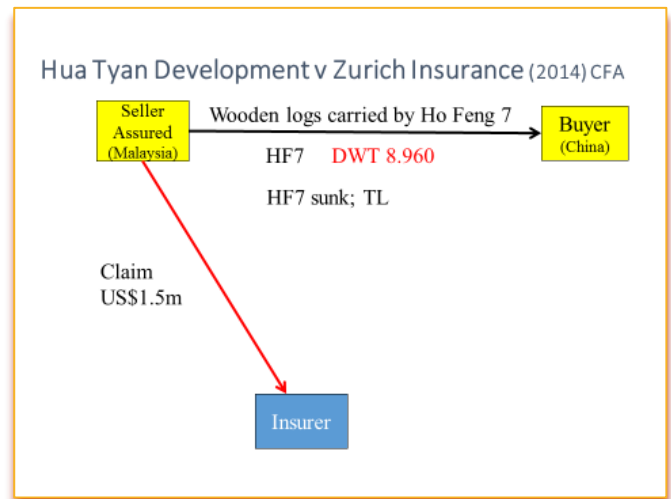 Hua Tyan Development v Zurich Insurance (2014) CFA
Seller
Assured
(Malaysia)
Wooden logs carried by Ho Feng 7
Buyer
(China)
HF7 DWT 8.960
HF7 sunk; TL
Claim
US$1.5m
Insurer